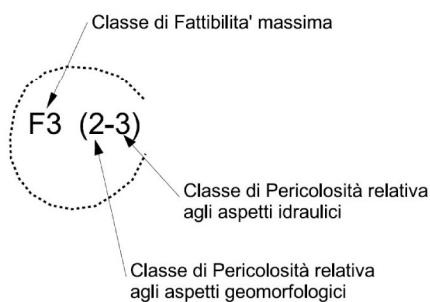 Classe di Fattibilita' massima
F3 (2-3)
Classe di Pericolosità relativa
agli aspetti idraulici
Classe di Pericolosità relativa
agli aspetti geomorfologici